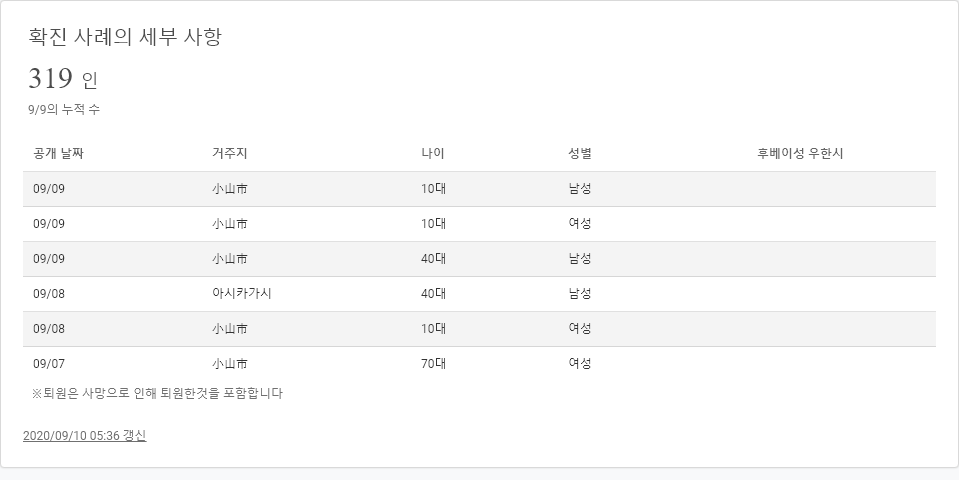 확진 사례의 세부 사항
319 인
9/9의 누적 수
공개 날짜 거주지 나이 성별 후베이성 우한시
09/09 小山市 10대 남성
09/09 小山市 10대 여성
09/09 小山市 40대 남성
09/08 아시카가시 40대 남성
09/08 小山市 10대 여성
09/07 小山市 70대 여성
※퇴원은 사망으로 인해 퇴원한것을 포함합니다
2020/09/10 05:36 갱신